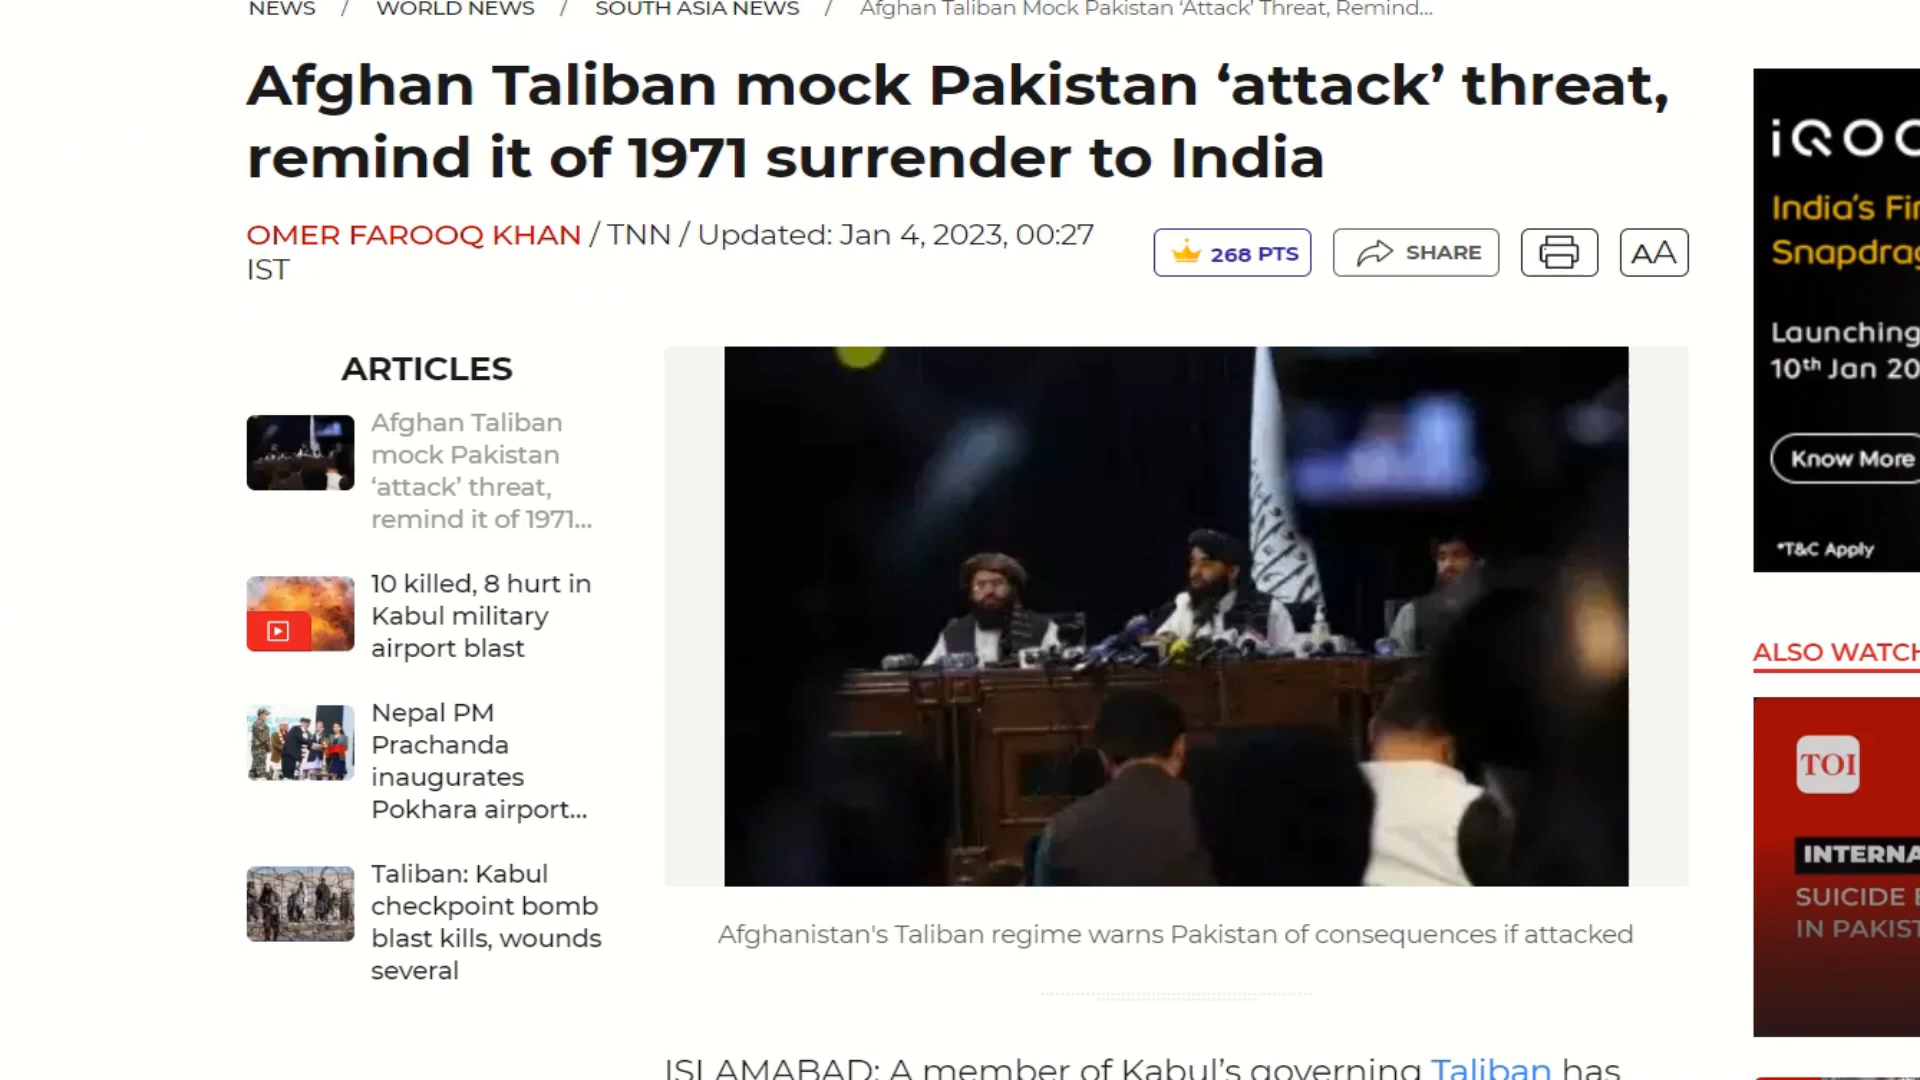 NEWS / WORLD NEWS / SOUTH ASIA NEWS / Afghan Taliban Mock Pakistan ‘Attack’ Threat, Remind...
Afghan Taliban mock Pakistan ‘attack’ threat,
remind it of 1971 surrender to India
OMER FAROOQ KHAN / TNN / Updated: Jan 4, 2023, 00:27
IST
268 PTS
SHARE
AA
ARTICLES
Afghan Taliban
mock Pakistan
‘attack’ threat,
remind it of 1971...
10 killed, 8 hurt in
Kabul military
airport blast
Nepal PM
Prachanda
inaugurates
Pokhara airport...
Taliban: Kabul
checkpoint bomb
blast kills, wounds
several
Afghanistan's Taliban regime warns Pakistan of consequences if attacked
ISLAMABAD: A member of Kabul’s governing Taliban has
iQOO
India’s
Snapdrag
Launching
10th Jan 20
Know More
*T&C Apply
ALSO WATCH
TOI
INTERNA
SUICIDE
IN PAKIST